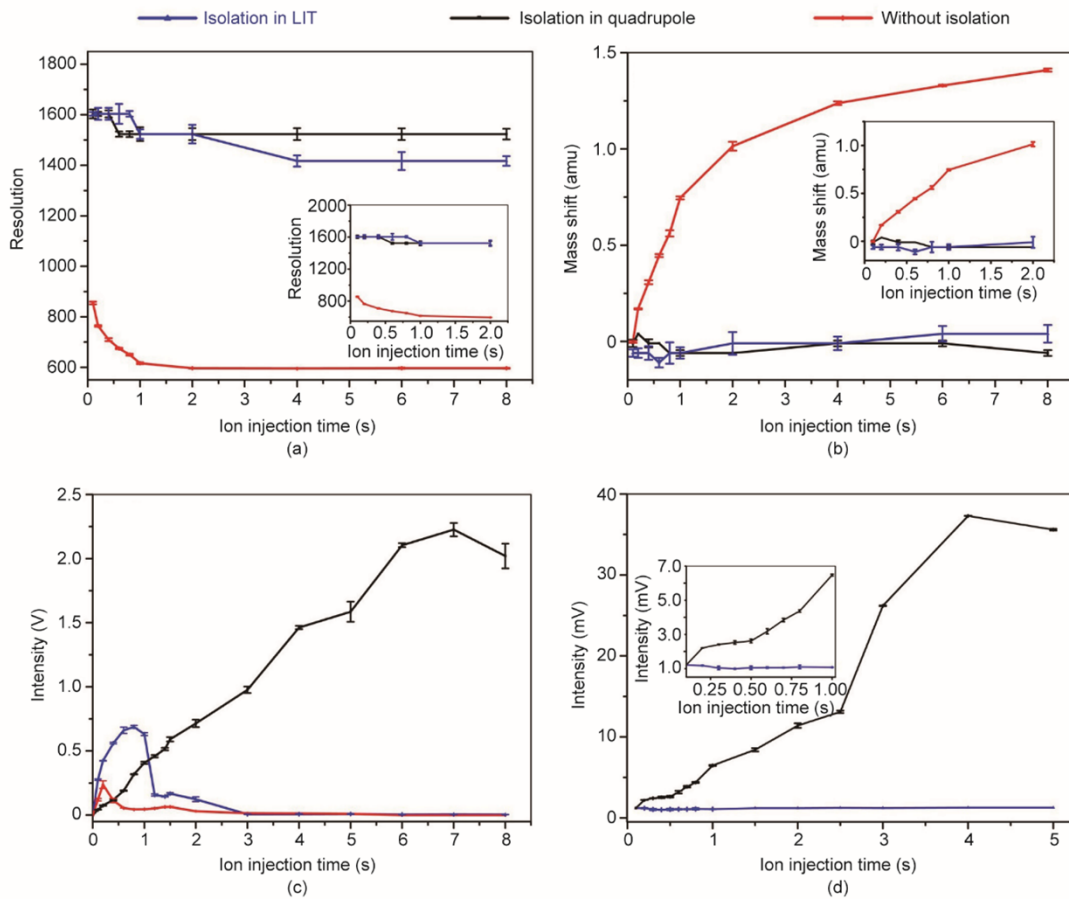 Isolation in LIT Isolation in quadrupole Without isolation
1800
1600
1400
1200
1000
800
600
Resolution
0 1 2 3 4 5 6 7 8
Ion injection time (s)
(a)
2000
1600
1200
800
Resolution
0 0.5 1.0 1.5 2.0
Ion injection time (s)
1.5
1.0
0.5
0
Mass shift (amu)
0 1 2 3 4 5 6 7 8
Ion injection time (s)
(b)
1.0
0.5
0
Mass shift (amu)
0 0.5 1.0 1.5 2.0
Ion injection time (s)
2.5
2.0
1.5
1.0
0.5
0
Intensity (V)
0 1 2 3 4 5 6 7 8
Ion injection time (s)
(c)
40
30
20
10
0
Intensity (mV)
0 1 2 3 4 5
Ion injection time (s)
(d)
7.0
5.0
3.0
1.0
Intensity (mV)
0.25 0.50 0.75 1.00
Ion injection time (s)